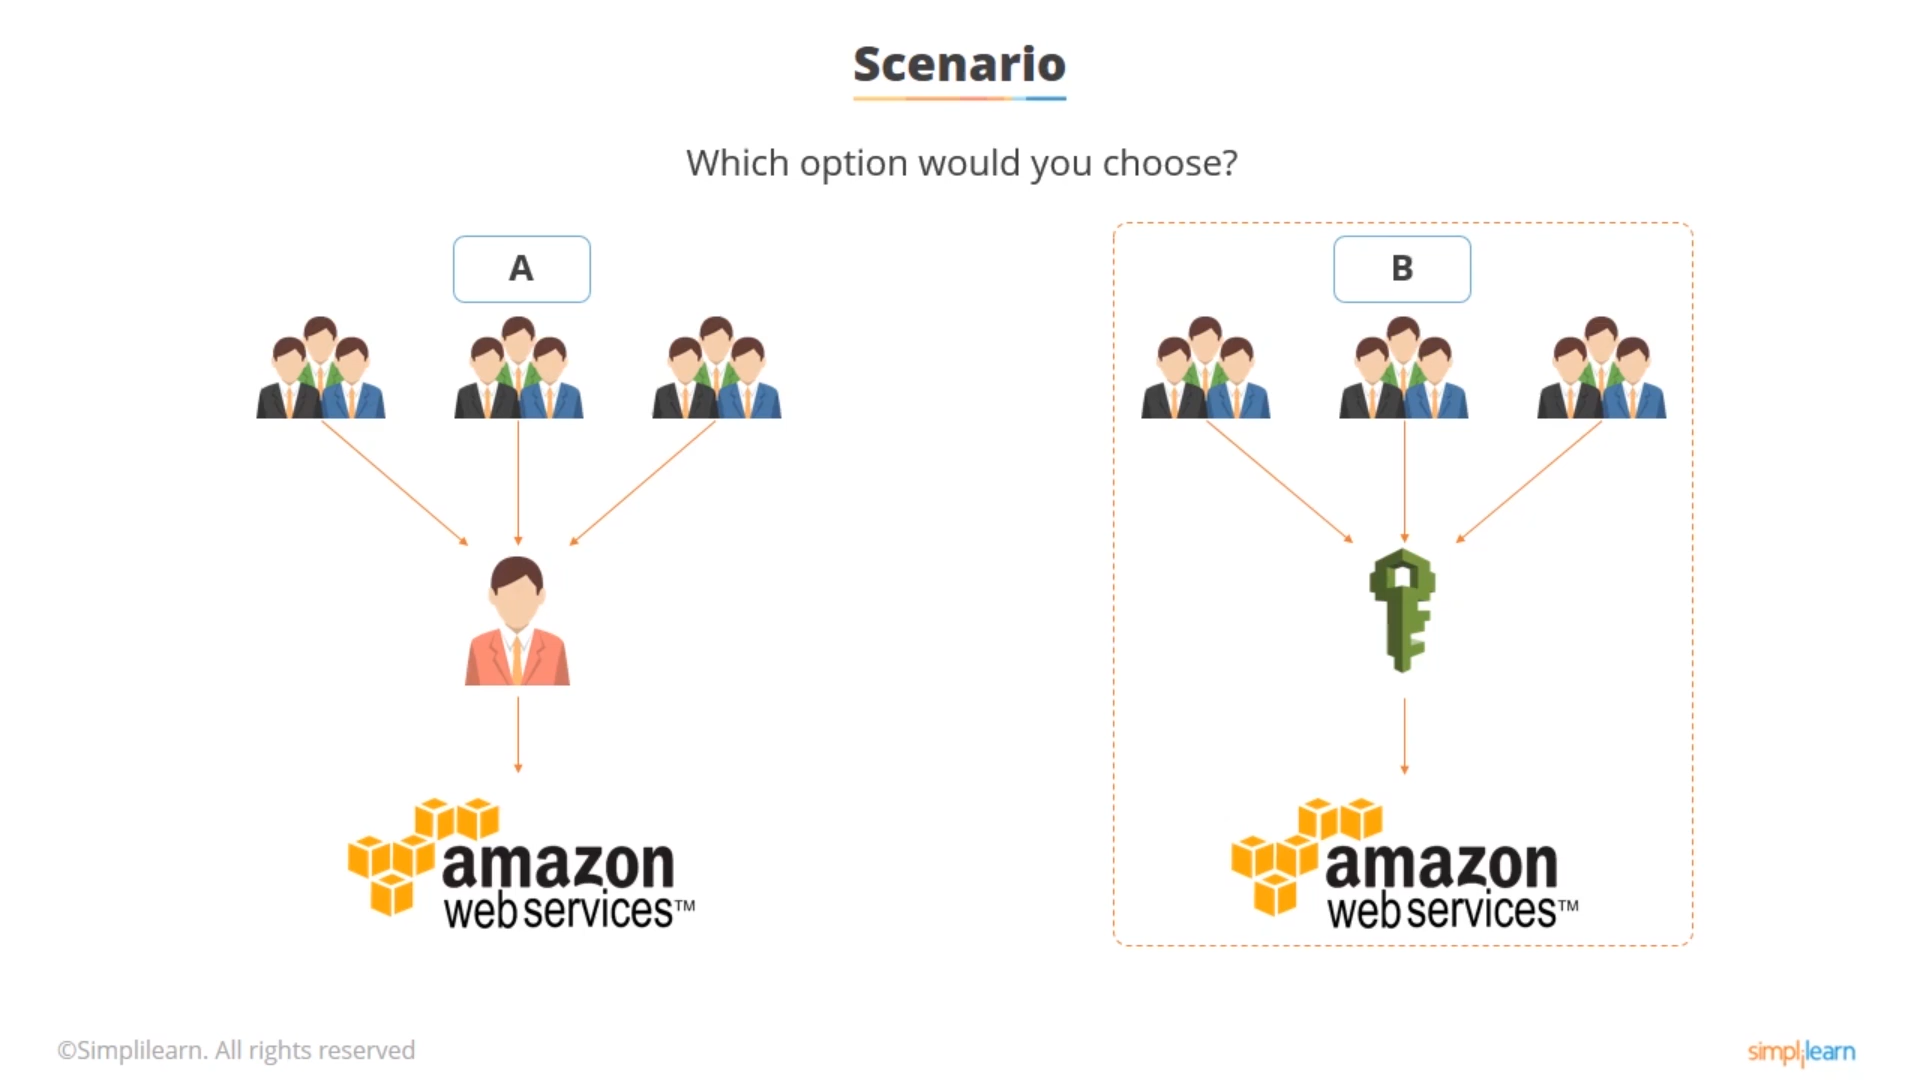 Scenario
Which option would you choose?
A
B
amazon
web services™
amazon
web services™
©Simplilearn. All rights reserved
simplilearn